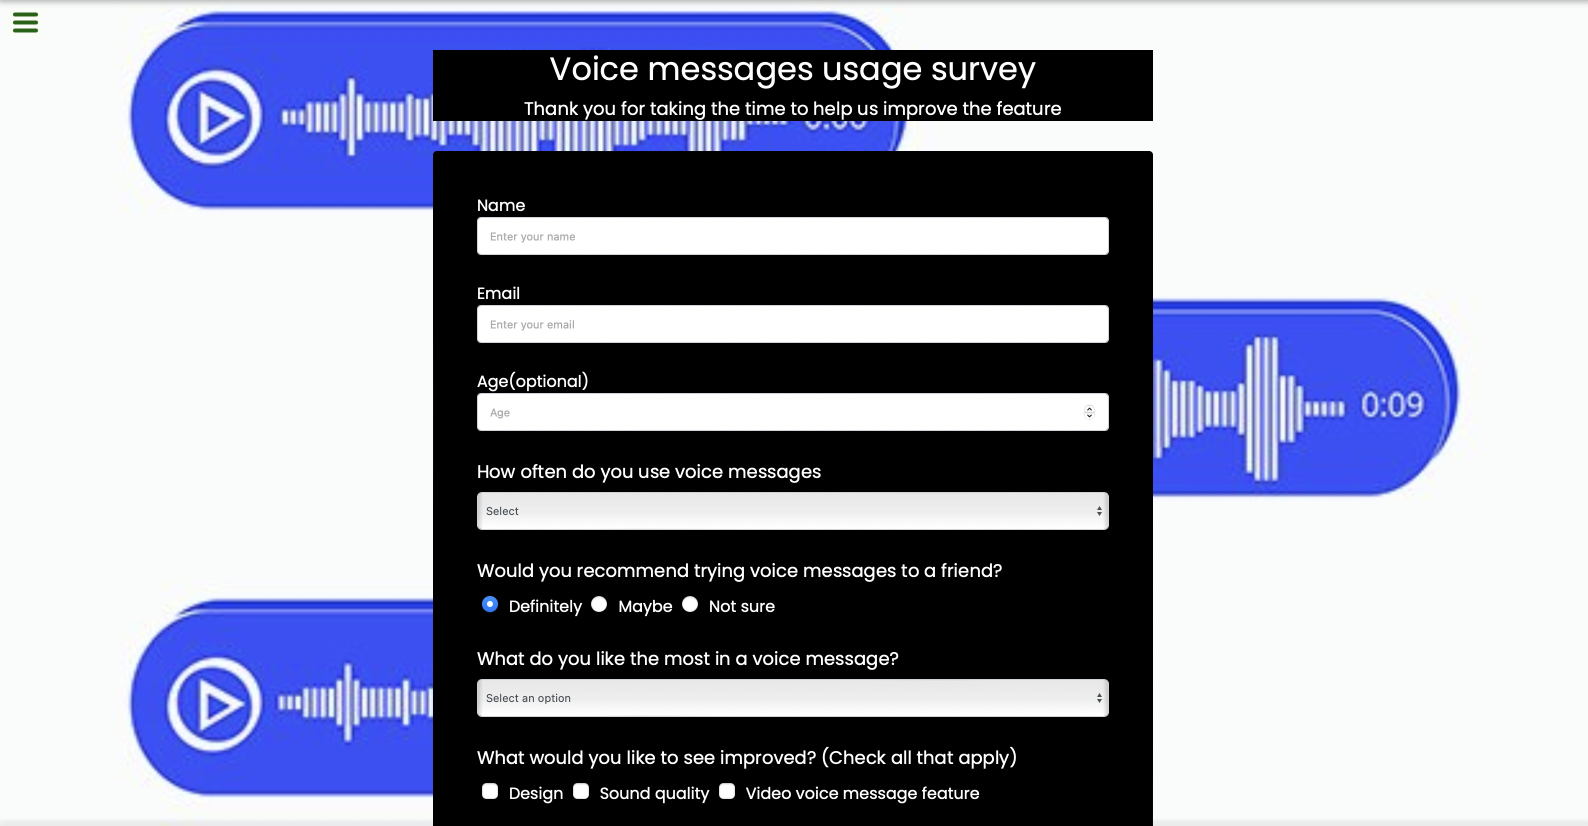 Voice messages usage survey
Thank you for taking the time to help us improve the feature
Name
Enter your name
Email
Enter your email
Age(optional)
Age
0:09
How often do you use voice messages
Select
Would you recommend trying voice messages to a friend?
Definitely Maybe Not sure
What do you like the most in a voice message?
Select an option
What would you like to see improved? (Check all that apply)
Design Sound quality Video voice message feature